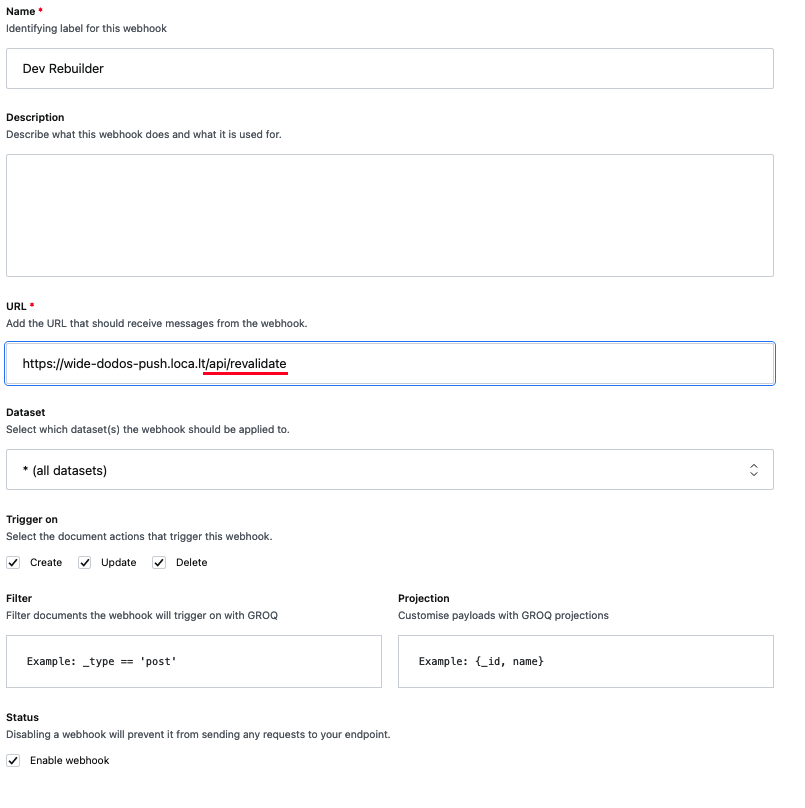 Name *
Identifying label for this webhook
Dev Rebuilder
Description
Describe what this webhook does and what it is used for.
URL *
Add the URL that should receive messages from the webhook.
https://wide-dodos-push.loca.lt/api/revalidate
Dataset
Select which dataset(s) the webhook should be applied to.
* (all datasets)
Trigger on
Select the document actions that trigger this webhook.
Create Update Delete
Filter
Filter documents the webhook will trigger on with GROQ
Example: _type == 'post'
Projection
Customise payloads with GROQ projections
Example: {_id, name}
Status
Disabling a webhook will prevent it from sending any requests to your endpoint.
Enable webhook